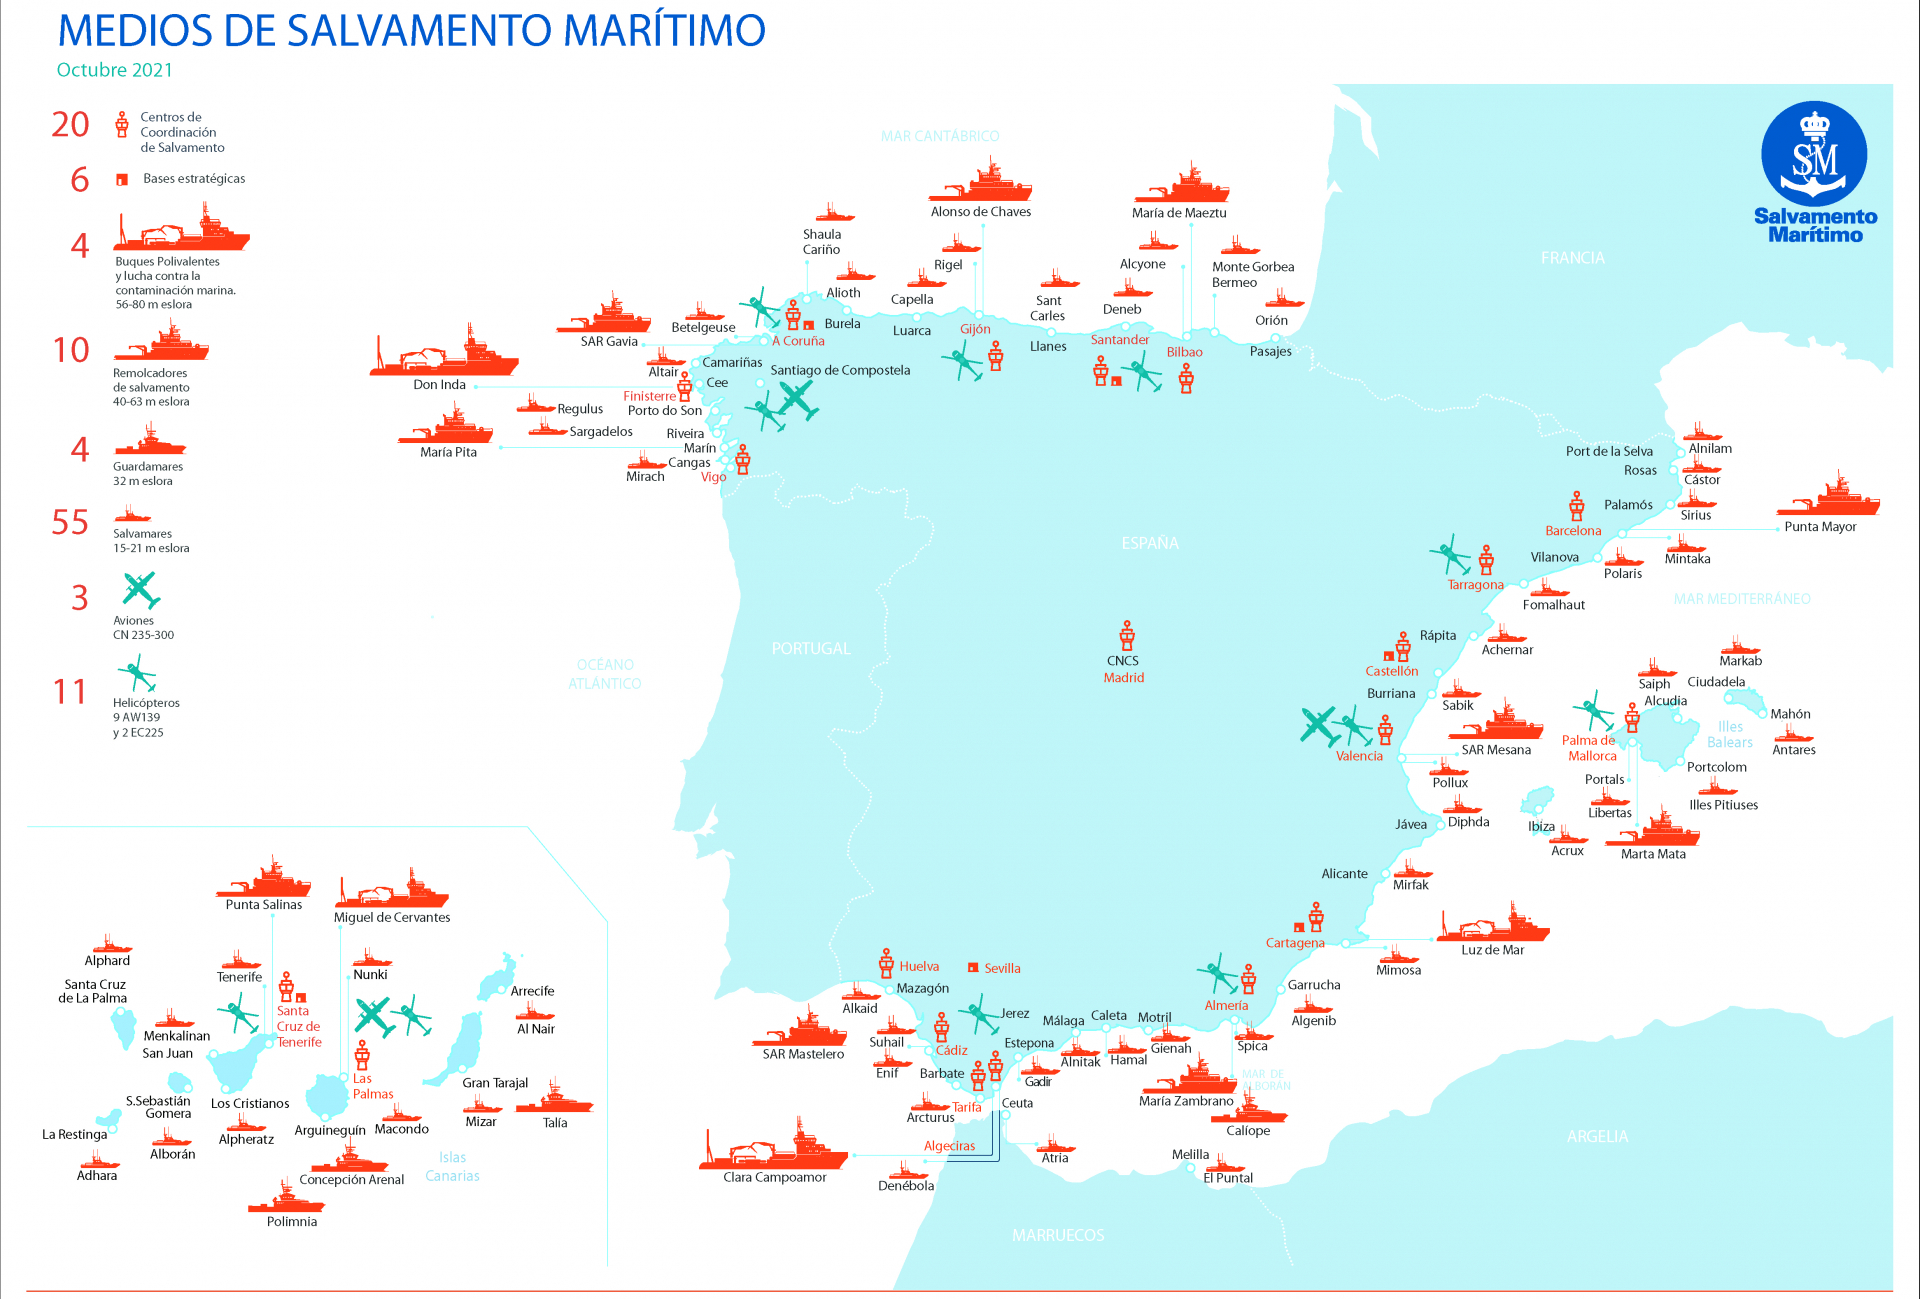 MEDIOS DE SALVAMENTO MARÍTIMO
Octubre 2021
20
Centros de
Coordinación
de Salvamento
6
Bases estratégicas
4
Buques Polivalentes
y lucha contra la
contaminación marina.
56-80 m eslora
10
Remolcadores
de salvamento
40-63 m eslora
4
Guardamares
32 m eslora
55
Salvamares
15-21 m eslora
3
Aviones
CN 235-300
11
Helicópteros
9 AW139
y 2 EC225
SM
Salvamento
Marítimo
MAR CANTÁBRICO
FRANCIA
ESPAÑA
PORTUGAL
OCÉANO
ATLÁNTICO
MAR MEDITERRÁNEO
Illes
Balears
MAR DE
ALBORÁN
ARGELIA
MARRUECOS
Islas
Canarias
Alonso de Chaves
María de Maeztu
Shaula
Cariño
Rigel
Alcyone
Monte Gorbea
Bermeo
Alioth
Capella
Sant
Carles
Deneb
Orión
SAR Gavia
Betelgeuse
A Coruña
Burela
Luarca
Gijón
Llanes
Santander
Bilbao
Pasajes
Don Inda
Altair
Camariñas
Cee
Santiago de Compostela
Finisterre
Porto do Son
Regulus
Sargadelos
Riveira
María Pita
Marín
Cangas
Mirach
Vigo
Port de la Selva
Alnilam
Rosas
Cástor
Palamós
Sirius
Punta Mayor
Barcelona
Mintaka
Vilanova
Polaris
Tarragona
Fomalhaut
Rápita
Achernar
CNCS
Madrid
Castellón
Burriana
Sabik
Valencia
SAR Mesana
Pollux
Jávea
Diphda
Alicante
Mirfak
Markab
Saiph
Ciudadela
Alcudia
Mahón
Antares
Palma de
Mallorca
Portcolom
Portals
Illes Pitiuses
Libertas
Ibiza
Acrux
Marta Mata
Cartagena
Luz de Mar
Mimosa
Garrucha
Algenib
Almería
Spica
María Zambrano
Calíope
Huelva
Sevilla
Mazagón
Alkaid
SAR Mastelero
Suhail
Enif
Cádiz
Jerez
Málaga
Caleta
Motril
Estepona
Alnitak
Hamal
Gienah
Barbate
Gadir
Arcturus
Tarifa
Ceuta
Algeciras
Atria
Clara Campoamor
Denébola
Melilla
El Puntal
Punta Salinas
Miguel de Cervantes
Alphard
Tenerife
Nunki
Santa Cruz
de La Palma
Arrecife
Santa
Cruz de
Tenerife
Menkalinan
San Juan
Al Nair
Las
Palmas
Gran Tarajal
S.Sebastián
Gomera
Los Cristianos
Talía
Mizar
La Restinga
Alborán
Alpheratz
Arguineguín
Macondo
Adhara
Concepción Arenal
Polimnia